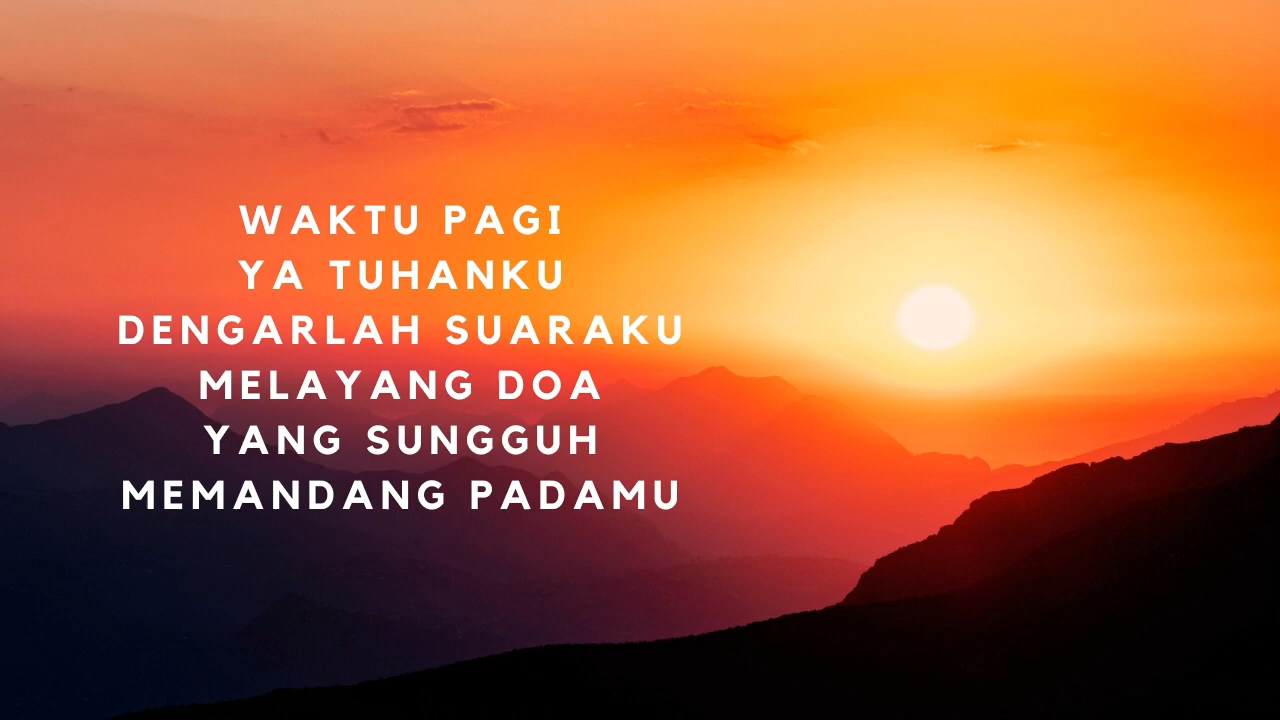 WAKTU PAGI
YA TUHANKU
DENGARLAH SUARAKU
MELAYANG DOA
YANG SUNGGUH
MEMANDANG PADAMU